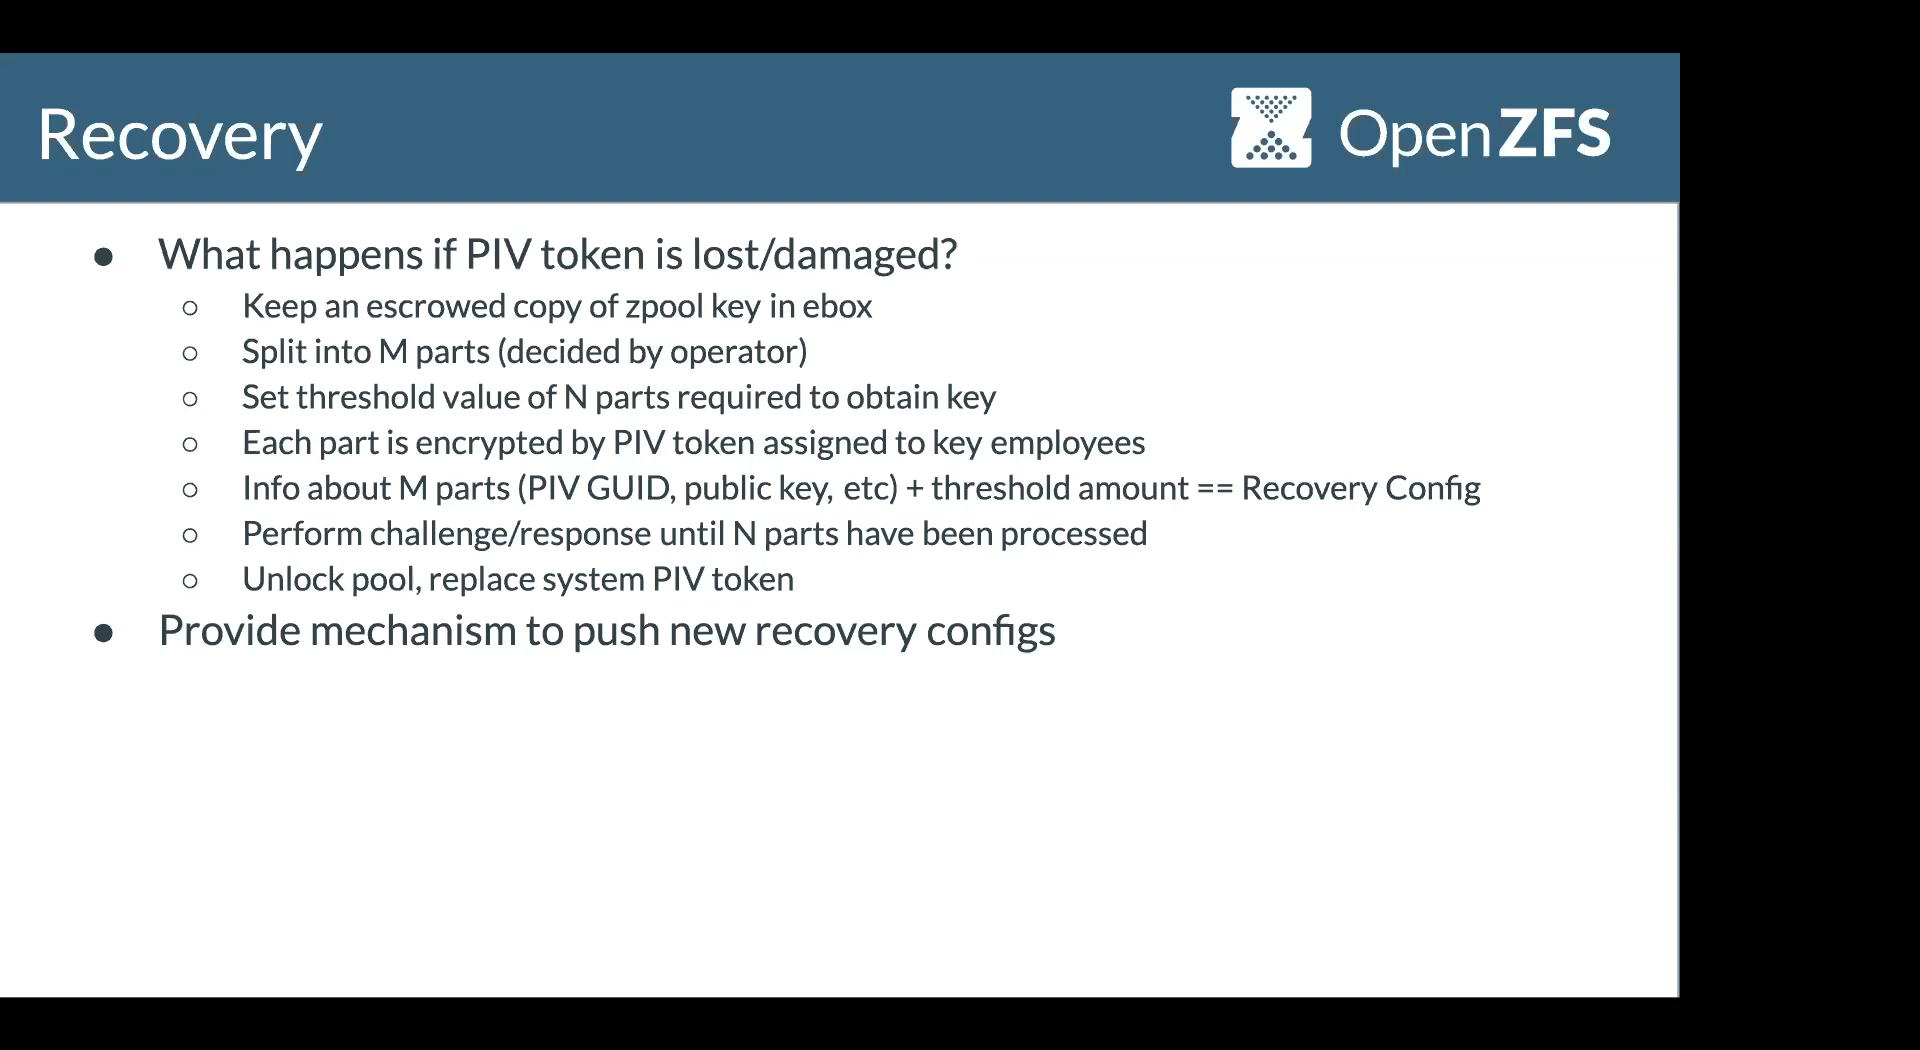 Recovery
OpenZFS
● What happens if PIV token is lost/damaged?
○ Keep an escrowed copy of zpool key in ebox
○ Split into M parts (decided by operator)
○ Set threshold value of N parts required to obtain key
○ Each part is encrypted by PIV token assigned to key employees
○ Info about M parts (PIV GUID, public key, etc) + threshold amount == Recovery Config
○ Perform challenge/response until N parts have been processed
○ Unlock pool, replace system PIV token
● Provide mechanism to push new recovery configs